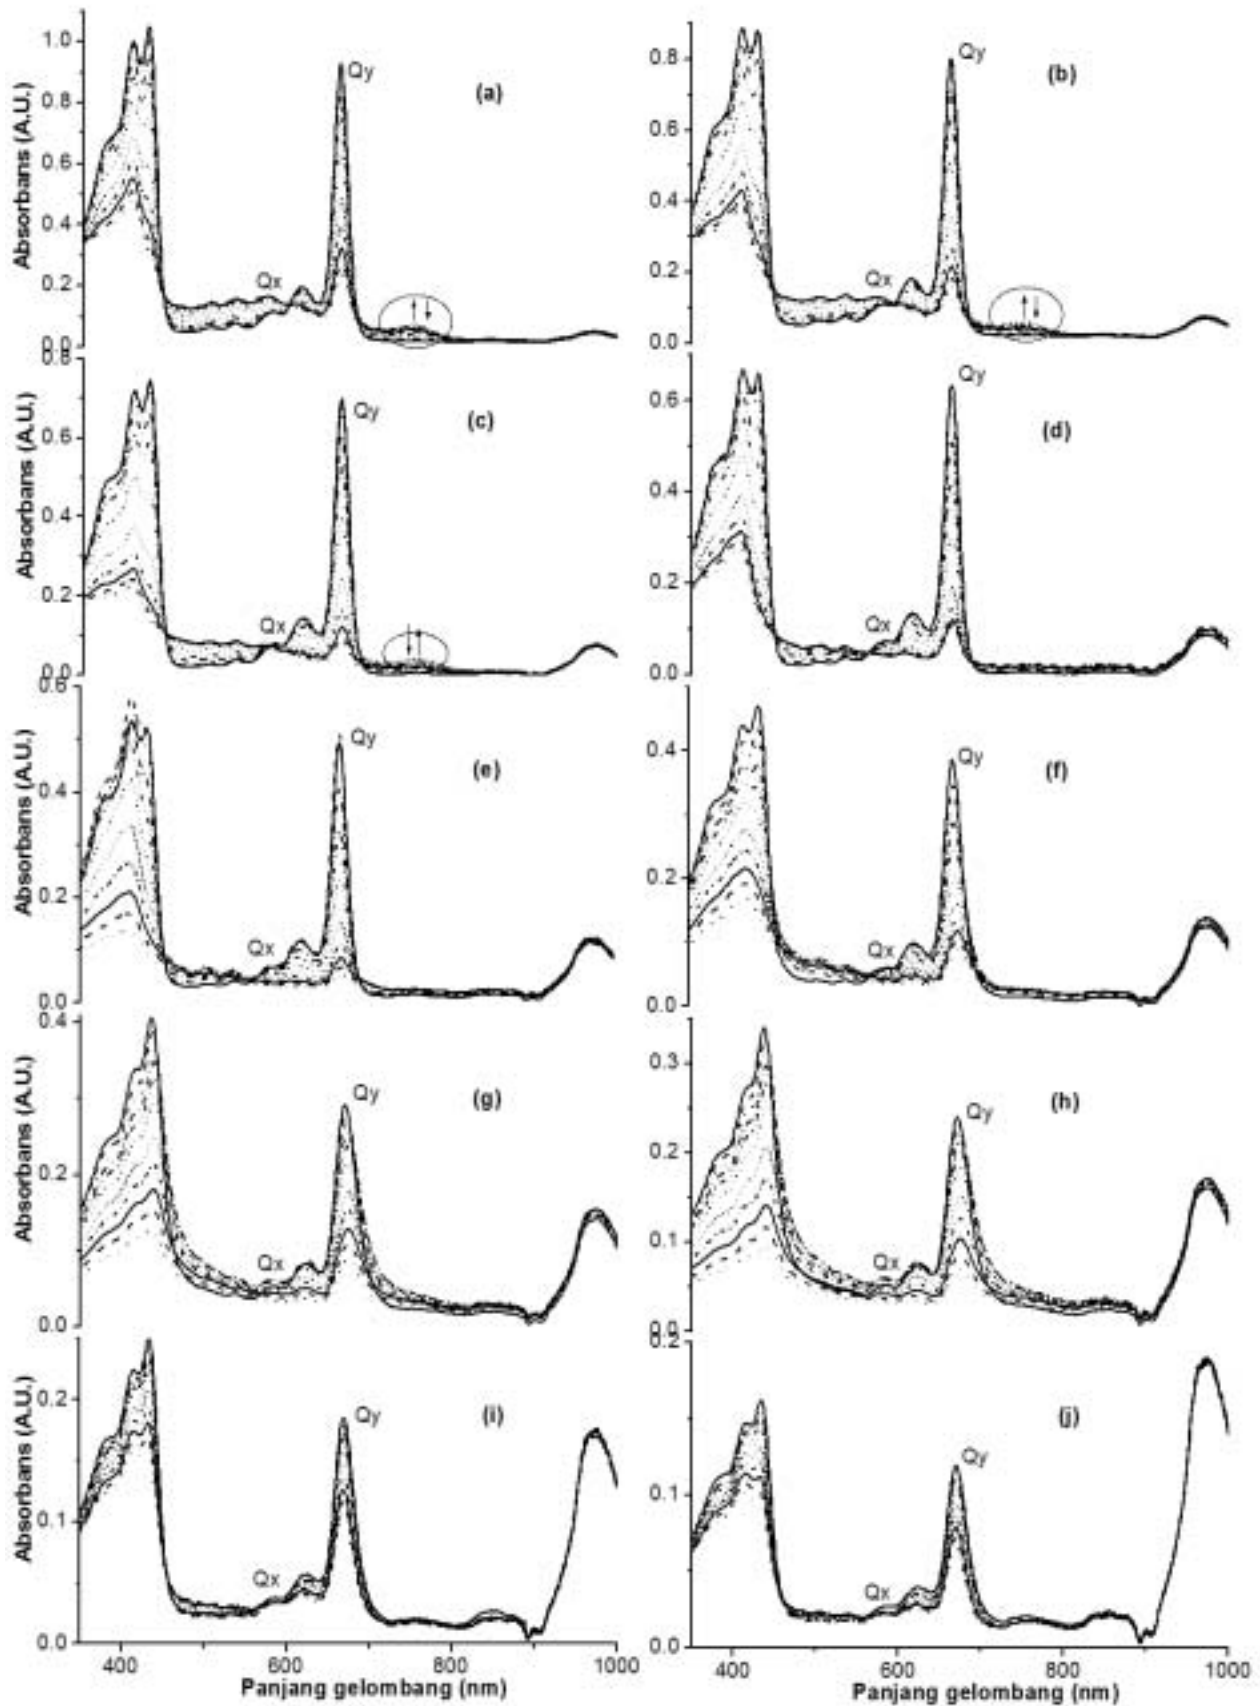 Absorbans (A.U.)
1.0
0.8
0.6
0.4
0.2
0.0
Qx
Qy
(a)
0.8
0.6
0.4
0.2
0.0
Qx
Qy
(b)
Absorbans (A.U.)
0.8
0.6
0.4
0.2
0.0
Qx
Qy
(c)
0.6
0.4
0.2
0.0
Qx
Qy
(d)
Absorbans (A.U.)
0.6
0.4
0.2
0.0
Qx
Qy
(e)
0.4
0.2
0.0
Qx
Qy
(f)
Absorbans (A.U.)
0.4
0.2
0.0
Qx
Qy
(g)
0.3
0.2
0.1
0.0
Qx
Qy
(h)
Absorbans (A.U.)
0.2
0.1
0.0
Qx
Qy
(i)
400 600 800 1000
Panjang gelombang (nm)
0.2
0.1
0.0
Qx
Qy
(j)
400 600 800 1000
Panjang gelombang (nm)